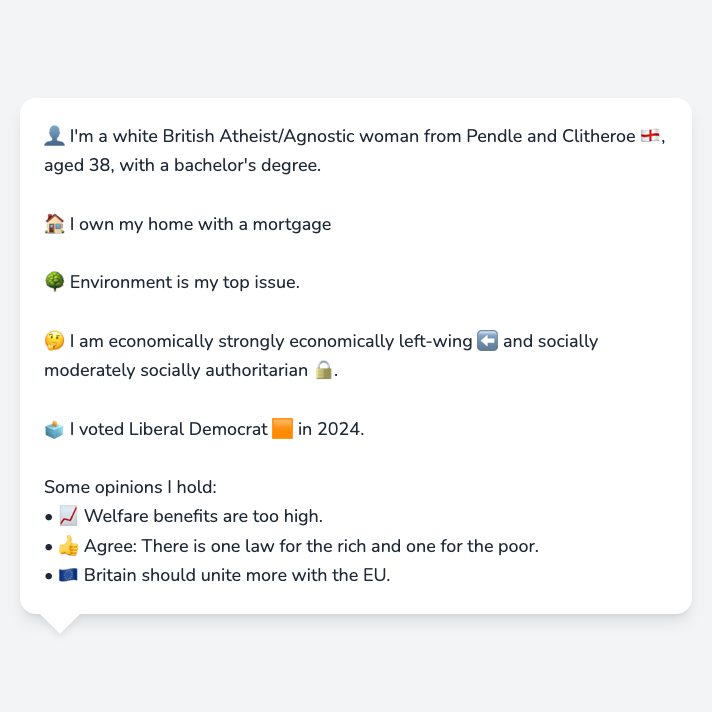 👤 I'm a white British Atheist/Agnostic woman from Pendle and Clitheroe 🏴󠁧󠁢󠁥󠁮󠁧󠁿,
aged 38, with a bachelor's degree.
🏠 I own my home with a mortgage
🌳 Environment is my top issue.
🤔 I am economically strongly economically left-wing ⬅️ and socially
moderately socially authoritarian 🔒.
🗳️ I voted Liberal Democrat 🟧 in 2024.
Some opinions I hold:
• 📈 Welfare benefits are too high.
• 👍 Agree: There is one law for the rich and one for the poor.
• 🇪🇺 Britain should unite more with the EU.